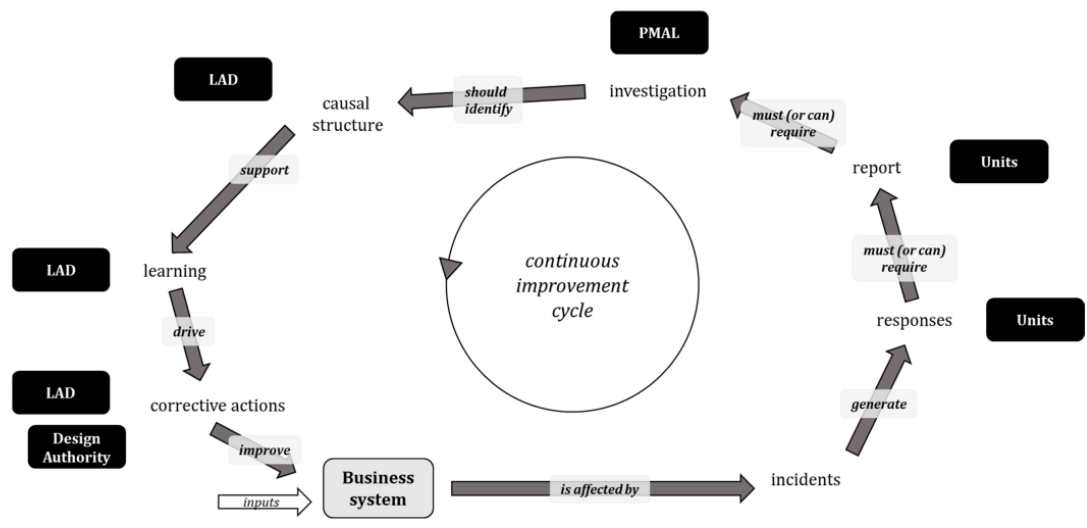 PMAL
LAD
should
identify
investigation
causal
structure
must (or can)
require
report
Units
support
LAD
learning
continuous
improvement
cycle
must (or can)
require
responses
Units
drive
LAD
corrective actions
generate
Design
Authority
improve
Business
system
inputs
is affected by
incidents